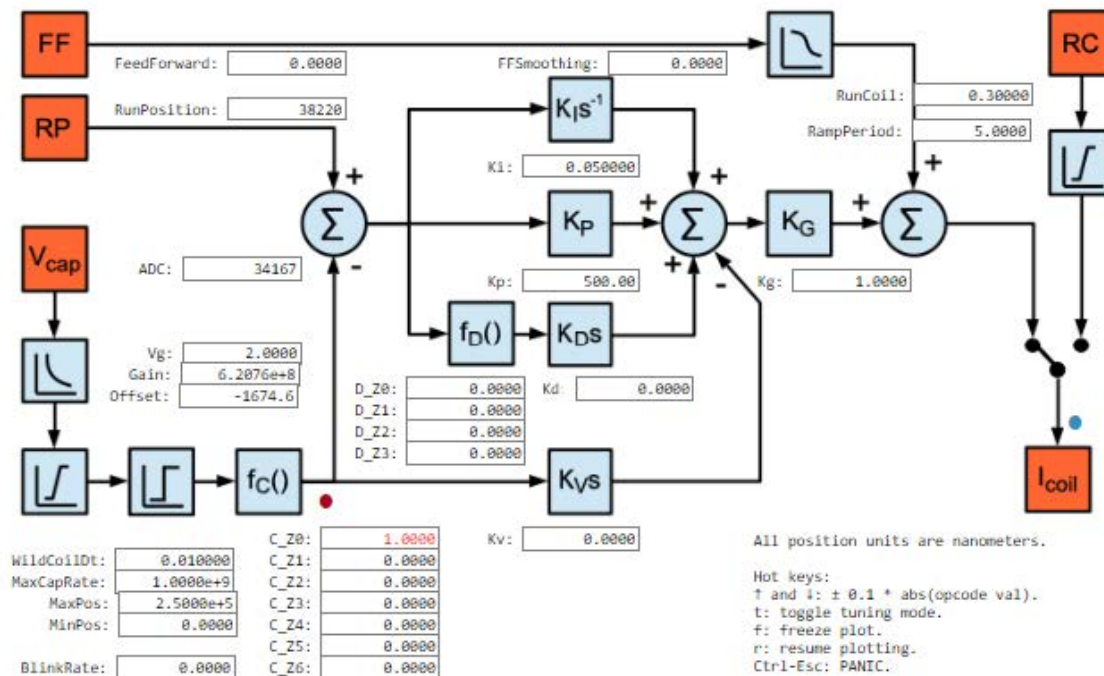 FF
RC
FeedForward: 0.0000
FFSmoothing: 0.0000
RunPosition: 38220
RP
KIs-1
RunCoil: 0.30000
RampPeriod: 5.0000
+
+
+
Ki: 0.050000
Σ
KP
+
+
Σ
KG
+
Σ
Vcap
ADC: 34167
-
Kp: 500.00
+
-
Kg: 1.0000
fD()
KDs
Vg: 2.0000
Gain: 6.2076e+8
Offset: -1674.6
D_Z0: 0.0000
Kd: 0.0000
D_Z1: 0.0000
D_Z2: 0.0000
D_Z3: 0.0000
fC()
KVs
Icoil
C_Z0: 1.0000
Kv: 0.0000
All position units are nanometers.
WildCoilDt: 0.010000
C_Z1: 0.0000
MaxCapRate: 1.0000e+9
C_Z2: 0.0000
Hot keys:
MaxPos: 2.5000e+5
C_Z3: 0.0000
↑ and ↓: ± 0.1 * abs(opcode val).
MinPos: 0.0000
C_Z4: 0.0000
t: toggle tuning mode.
C_Z5: 0.0000
f: freeze plot.
r: resume plotting.
BlinkRate: 0.0000
C_Z6: 0.0000
Ctrl-Esc: PANIC.